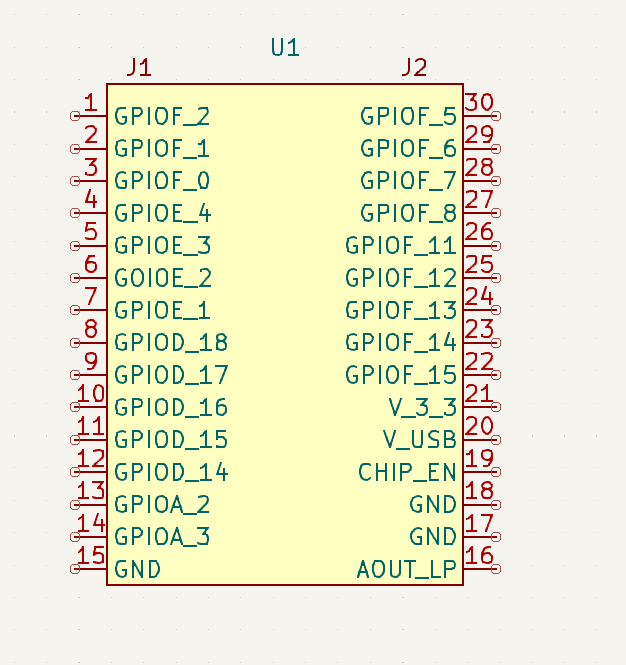 U1
J1 J2
1 GPIOF_2 GPIOF_5 30
2 GPIOF_1 GPIOF_6 29
3 GPIOF_0 GPIOF_7 28
4 GPIOE_4 GPIOF_8 27
5 GPIOE_3 GPIOF_11 26
6 GOIOE_2 GPIOF_12 25
7 GPIOE_1 GPIOF_13 24
8 GPIOD_18 GPIOF_14 23
9 GPIOD_17 GPIOF_15 22
10 GPIOD_16 V_3_3 21
11 GPIOD_15 V_USB 20
12 GPIOD_14 CHIP_EN 19
13 GPIOA_2 GND 18
14 GPIOA_3 GND 17
15 GND AOUT_LP 16